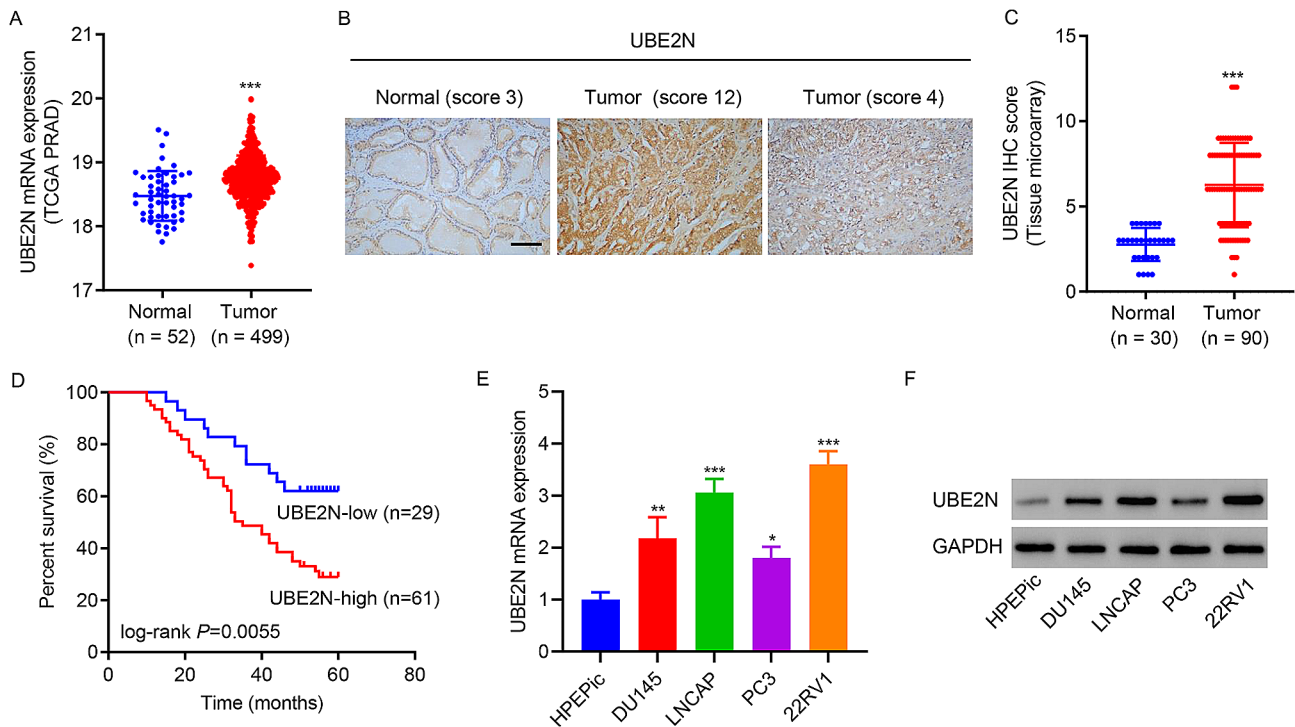 A
UBE2N mRNA expression
(TCGA PRAD)
21
20
19
18
17
***
Normal
(n = 52)
Tumor
(n = 499)
B
UBE2N
Normal (score 3)
Tumor (score 12)
Tumor (score 4)
C
UBE2N IHC score
(Tissue microarray)
15
10
5
0
***
Normal
(n = 30)
Tumor
(n = 90)
D
Percent survival (%)
100
80
60
40
20
0
UBE2N-low (n=29)
UBE2N-high (n=61)
log-rank P=0.0055
0 20 40 60 80
Time (months)
E
UBE2N mRNA expression
5
4
3
2
1
0
**
***
*
***
HPEPic
DU145
LNCAP
PC3
22RV1
F
UBE2N
GAPDH
HPEPic
DU145
LNCAP
PC3
22RV1